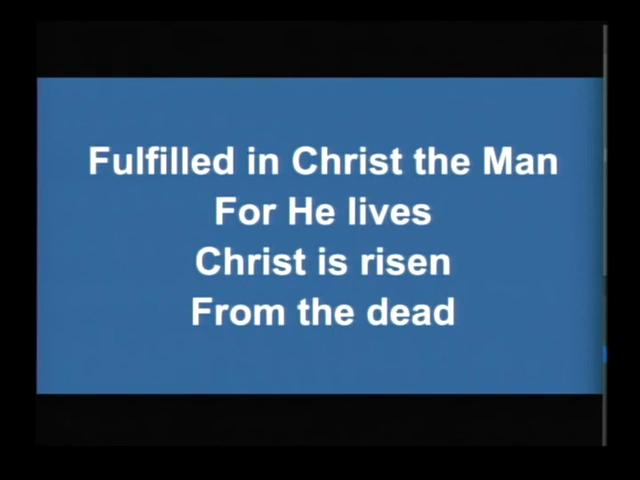 Fulfilled in Christ the Man
For He lives
Christ is risen
From the dead